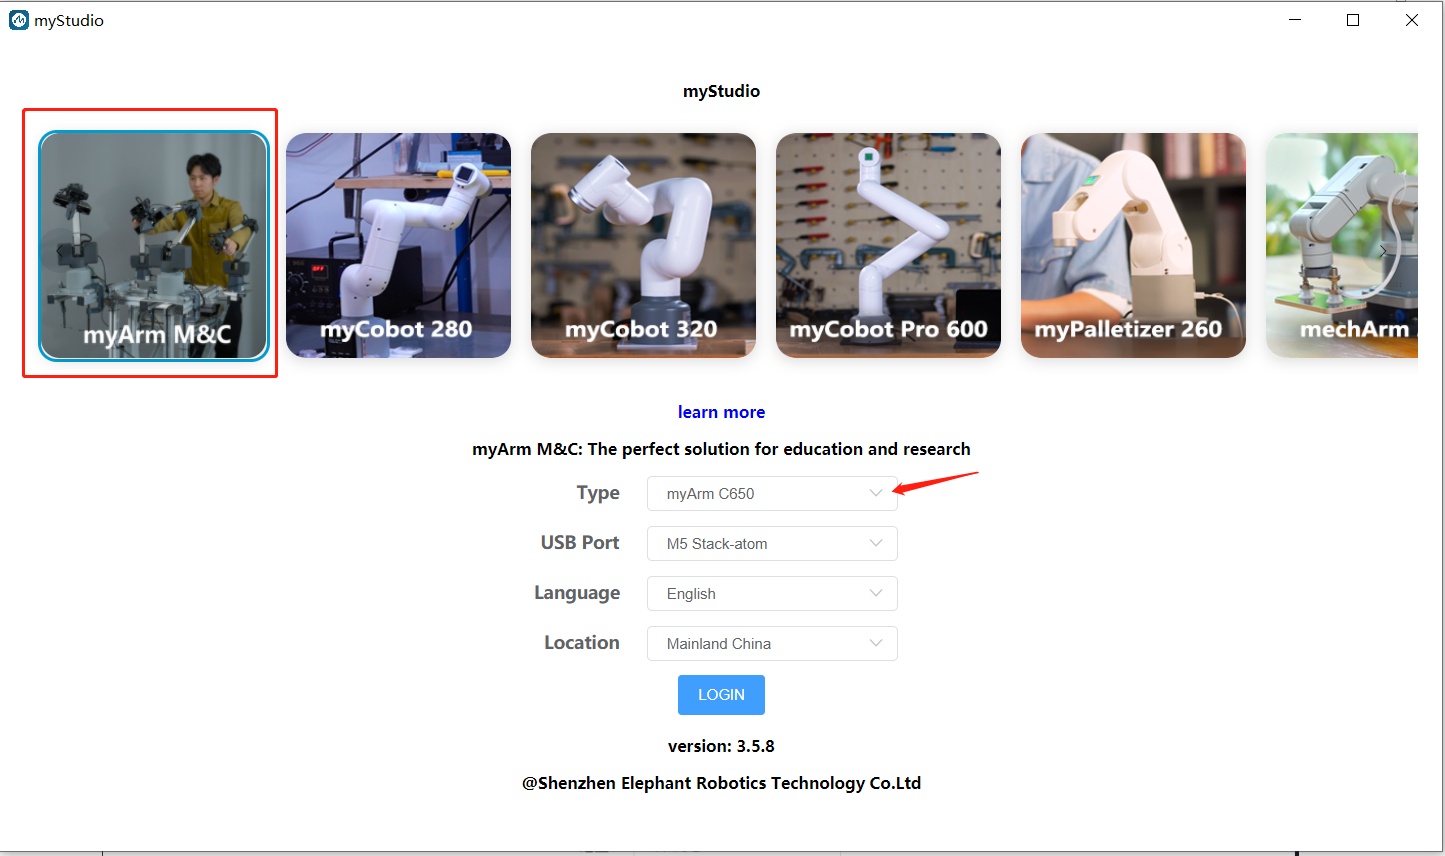 myStudio
myStudio
myArm M&C
myCobot 280
myCobot 320
myCobot Pro 600
myPalletizer 260
mechArm
learn more
myArm M&C: The perfect solution for education and research
Type
myArm C650
USB Port
M5 Stack-atom
Language
English
Location
Mainland China
LOGIN
version: 3.5.8
@Shenzhen Elephant Robotics Technology Co.Ltd